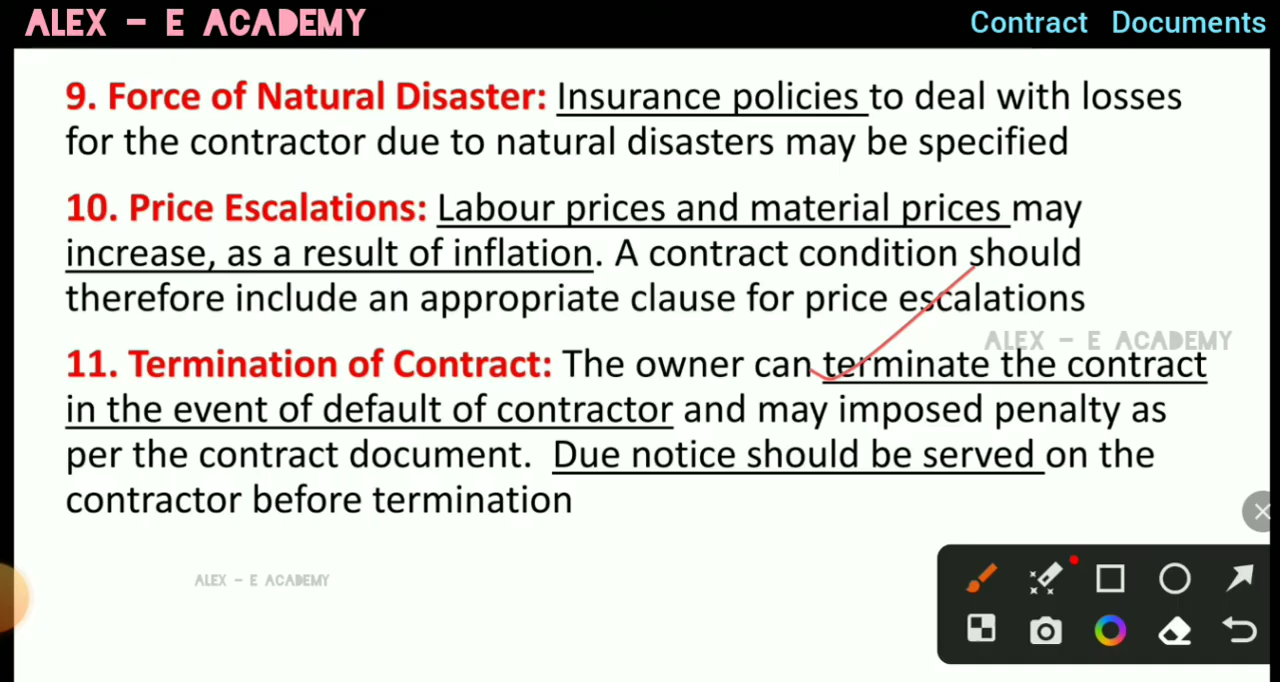 ALEX - E ACADEMY
Contract Documents
9. Force of Natural Disaster: Insurance policies to deal with losses
for the contractor due to natural disasters may be specified
10. Price Escalations: Labour prices and material prices may
increase, as a result of inflation. A contract condition should
therefore include an appropriate clause for price escalations
ALEX - E ACADEMY
11. Termination of Contract: The owner can terminate the contract
in the event of default of contractor and may imposed penalty as
per the contract document. Due notice should be served on the
contractor before termination
ALEX - E ACADEMY